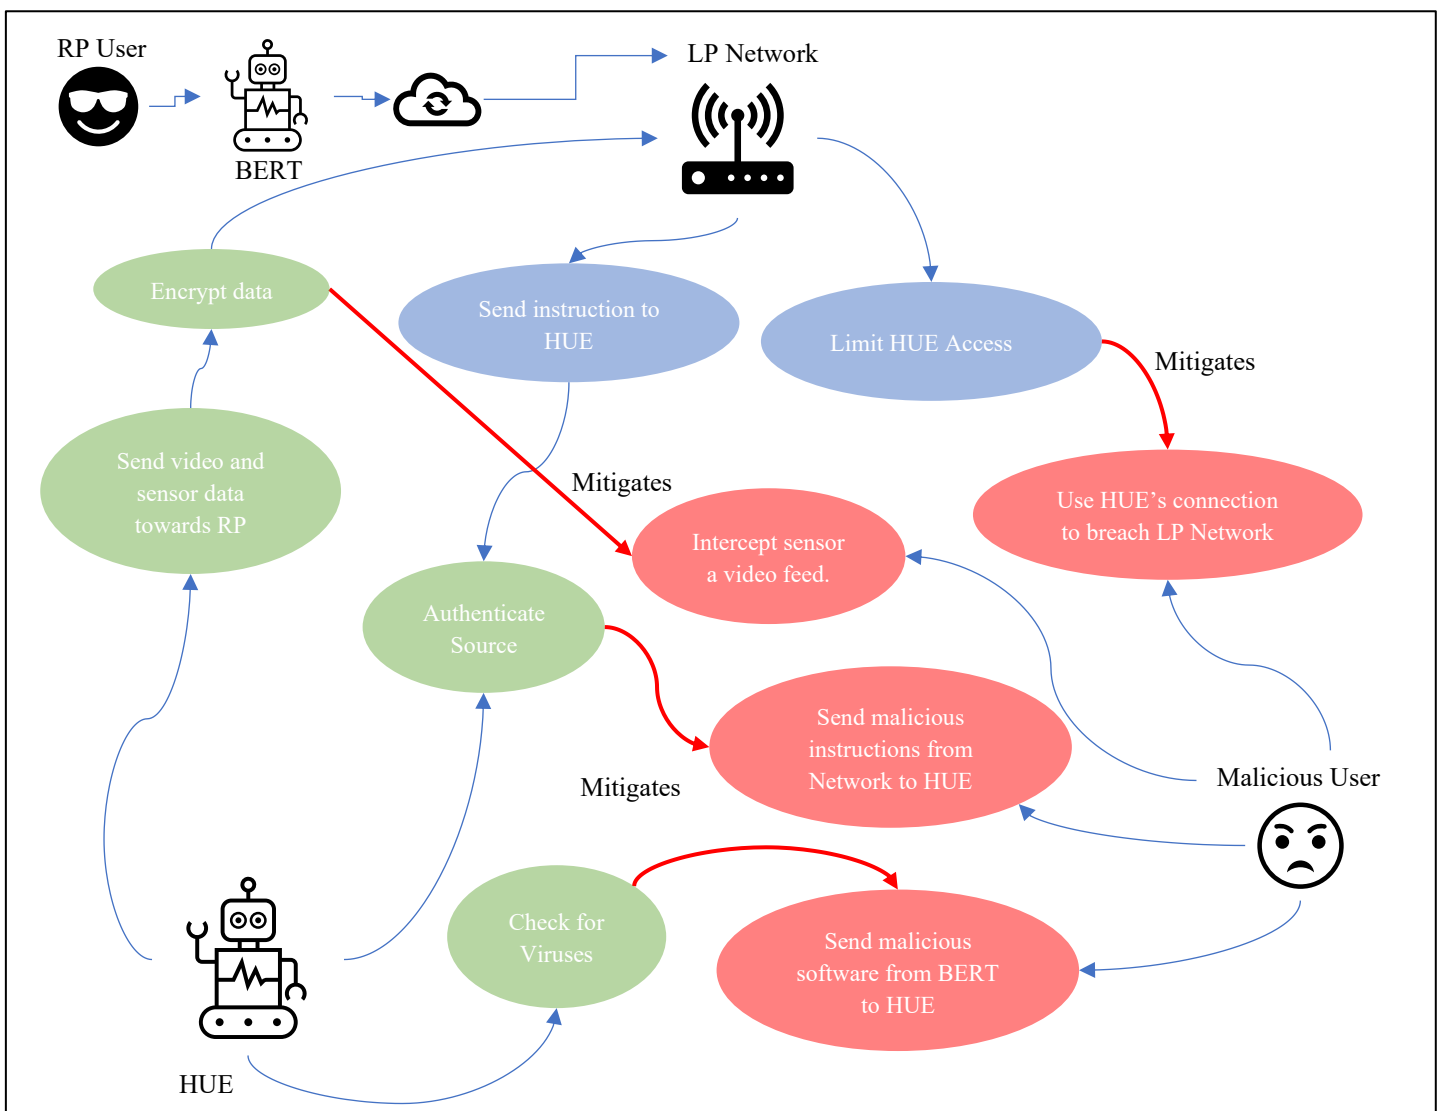 RP User
LP Network
BERT
Encrypt data
Send instruction to
HUE
Limit HUE Access
Mitigates
Send video and
sensor data
towards RP
Mitigates
Use HUE’s connection
to breach LP Network
Intercept sensor
a video feed.
Authenticate
Source
Send malicious
instructions from
Network to HUE
Mitigates
Malicious User
Check for
Viruses
Send malicious
software from BERT
to HUE
HUE